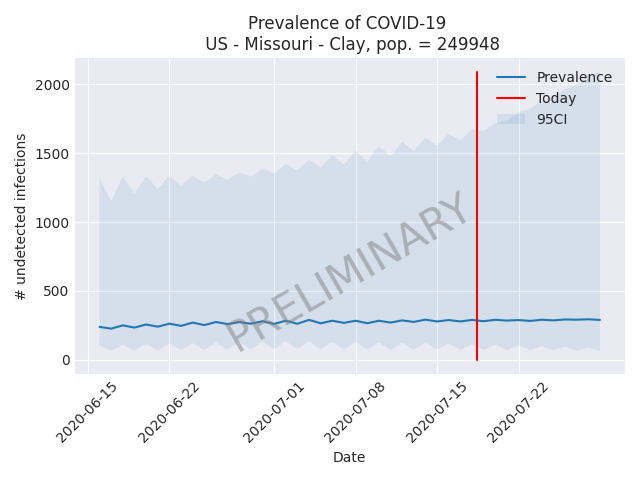 Prevalence of COVID-19
US - Missouri - Clay, pop. = 249948
2000
1500
1000
500
0
# undetected infections
Prevalence
Today
95CI
PRELIMINARY
2020-06-15
2020-06-22
2020-07-01
2020-07-08
2020-07-15
2020-07-22
Date